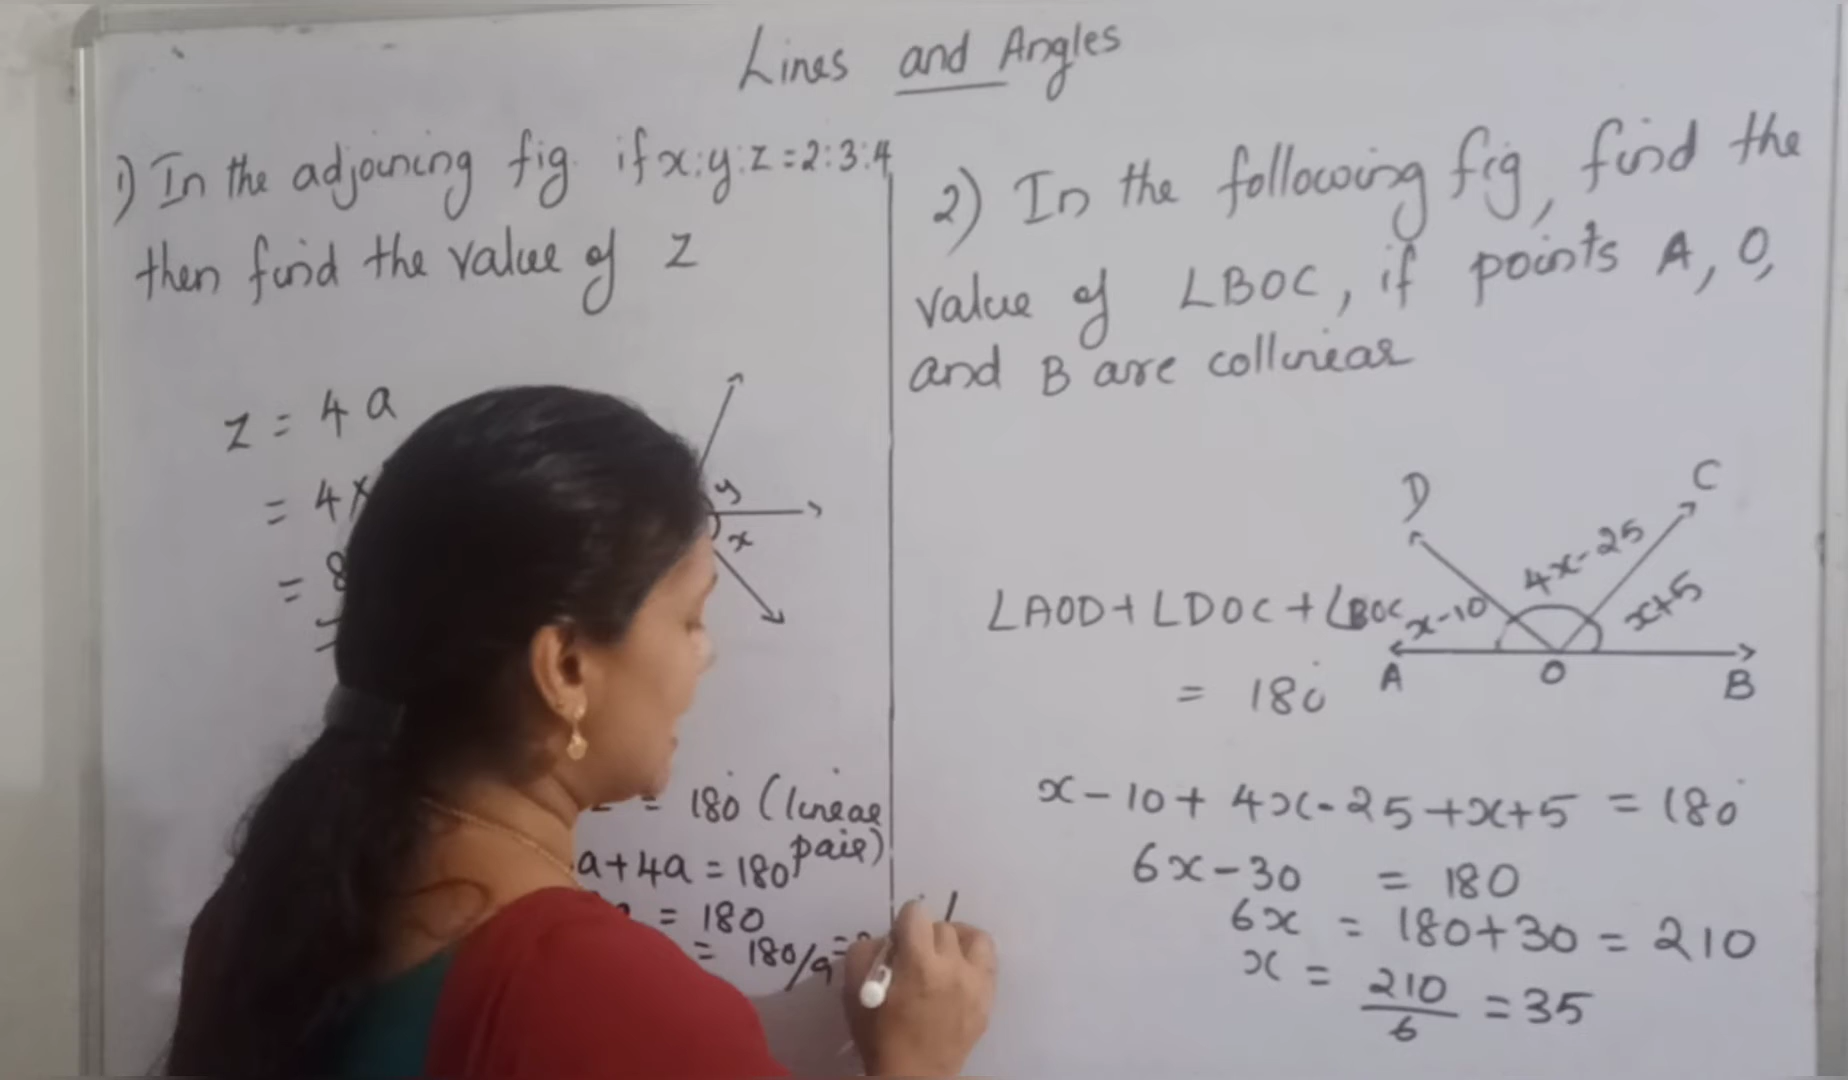 Lines and Angles
1) In the adjoining fig. if x:y:z = 2:3:4
then find the value of z
z = 4a
= 4×
= 8
y
x
= 180° (linear
pair)
a+4a = 180
= 180
= 180/9 =
2) In the following fig, find the
value of ∠BOC, if points A, O,
and B are collinear
D
C
4x-25
x-10
x+5
A
O
B
∠AOD + ∠DOC + ∠BOC
= 180°
x-10 + 4x-25 + x+5 = 180°
6x-30 = 180
6x = 180+30 = 210
x = 210/6 = 35